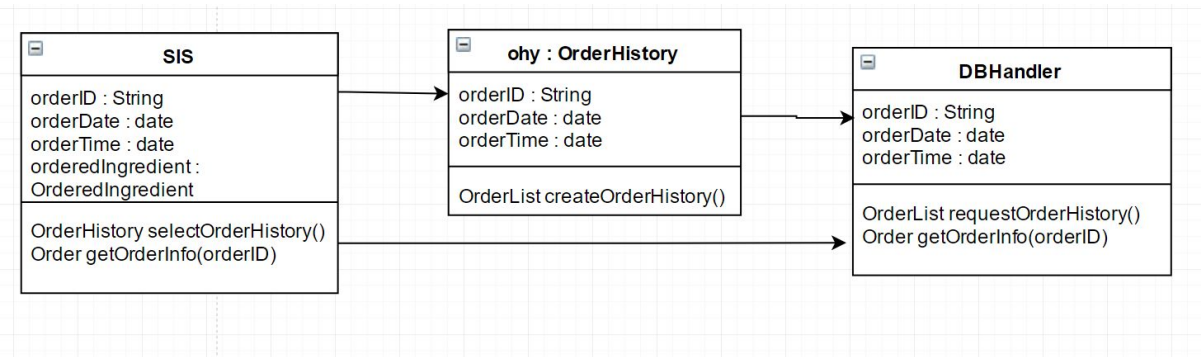 SIS
orderID : String
orderDate : date
orderTime : date
orderedIngredient :
OrderedIngredient
OrderHistory selectOrderHistory()
Order getOrderInfo(orderID)
ohy : OrderHistory
orderID : String
orderDate : date
orderTime : date
OrderList createOrderHistory()
DBHandler
orderID : String
orderDate : date
orderTime : date
OrderList requestOrderHistory()
Order getOrderInfo(orderID)